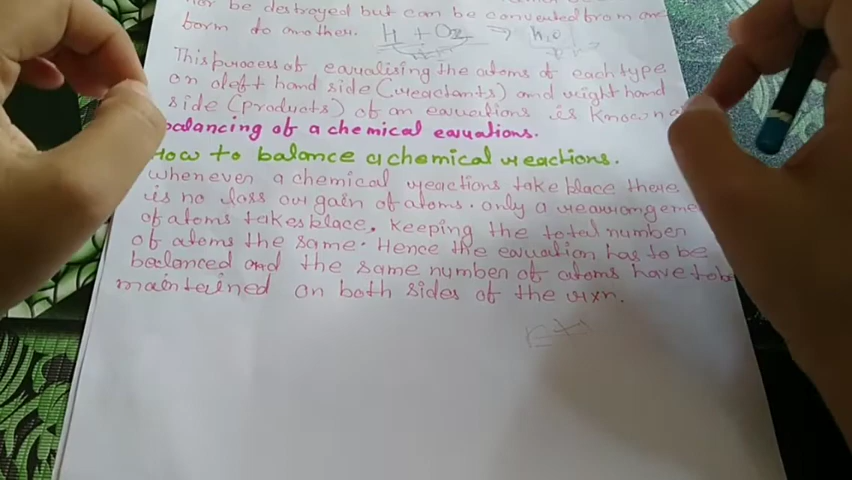 nor be destroyed but can be converted from one
form to another. H + O2 → h2o
This process of equalising the atoms of each type
on left hand side (reactants) and right hand
side (products) of an equations is known a
balancing of a chemical equations.
How to balance a chemical reactions.
whenever a chemical reactions take place there
is no loss or gain of atoms. only a rearrangeme
of atoms takes place, keeping the total number
of atoms the same. Hence the equation has to be
balanced and the same number of atoms have to be
maintained on both sides of the rxn.